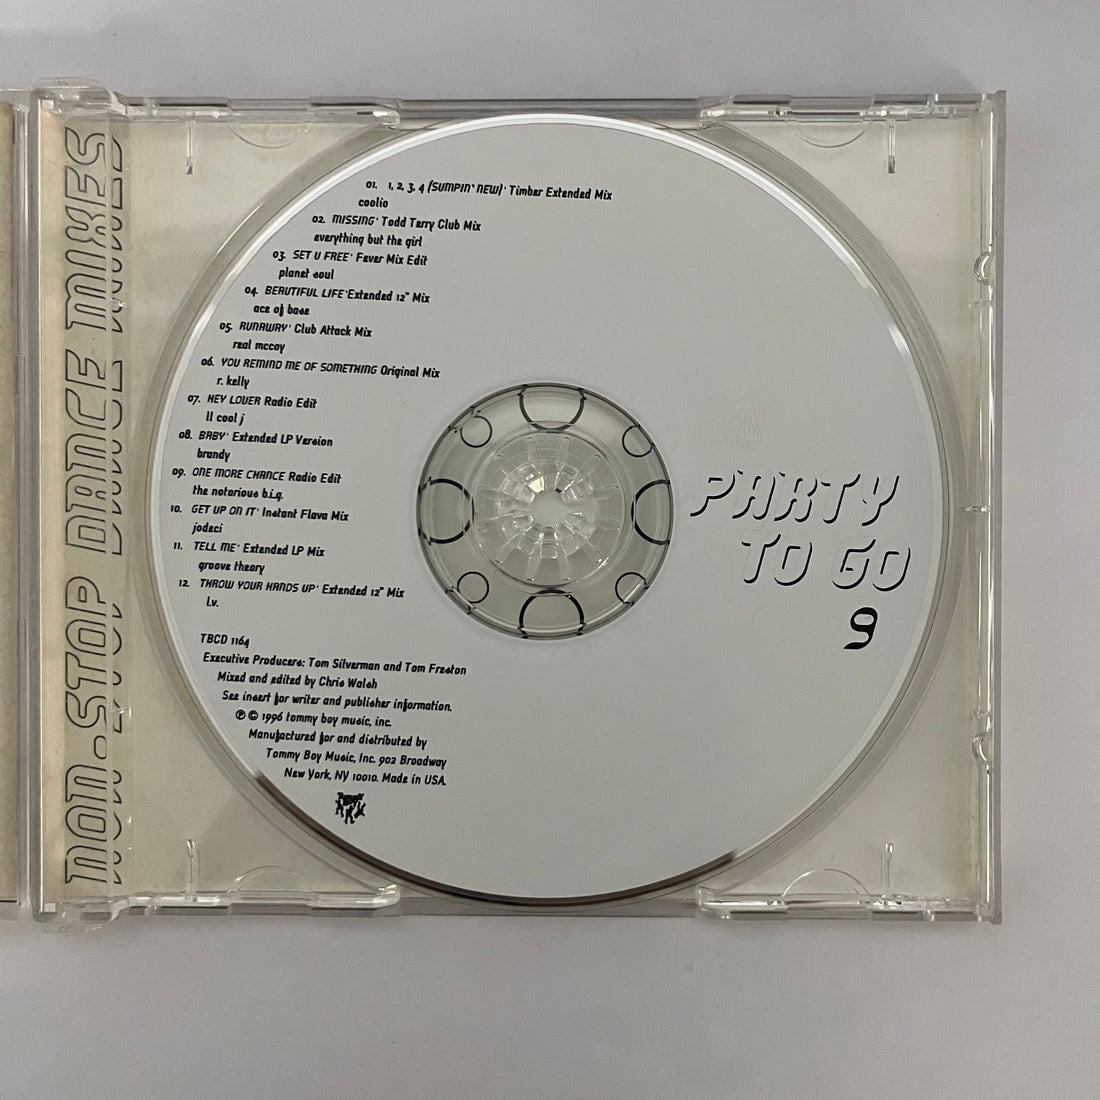 NON-STOP DANCE MIXES
01. 1, 2, 3, 4 (SUMPIN' NEW)* Timber Extended Mix
coolio
02. MISSING* Todd Terry Club Mix
everything but the girl
03. SET U FREE* Fever Mix Edit
planet soul
04. BEAUTIFUL LIFE*Extended 12" Mix
ace of base
05. RUNAWAY* Club Attack Mix
real mccoy
06. YOU REMIND ME OF SOMETHING Original Mix
r. kelly
07. HEY LOVER Radio Edit
ll cool j
08. BABY* Extended LP Version
brandy
09. ONE MORE CHANCE Radio Edit
the notorious b.i.g.
10. GET UP ON IT* Instant Flava Mix
jodeci
11. TELL ME* Extended LP Mix
groove theory
12. THROW YOUR HANDS UP* Extended 12" Mix
l.v.
TBCD 1164
Executive Producers: Tom Silverman and Tom Freston
Mixed and edited by Chris Walsh
See insert for writer and publisher information.
℗ © 1996 tommy boy music, inc.
Manufactured for and distributed by
Tommy Boy Music, Inc. 902 Broadway
New York, NY 10010. Made in USA.
PARTY
TO GO
9